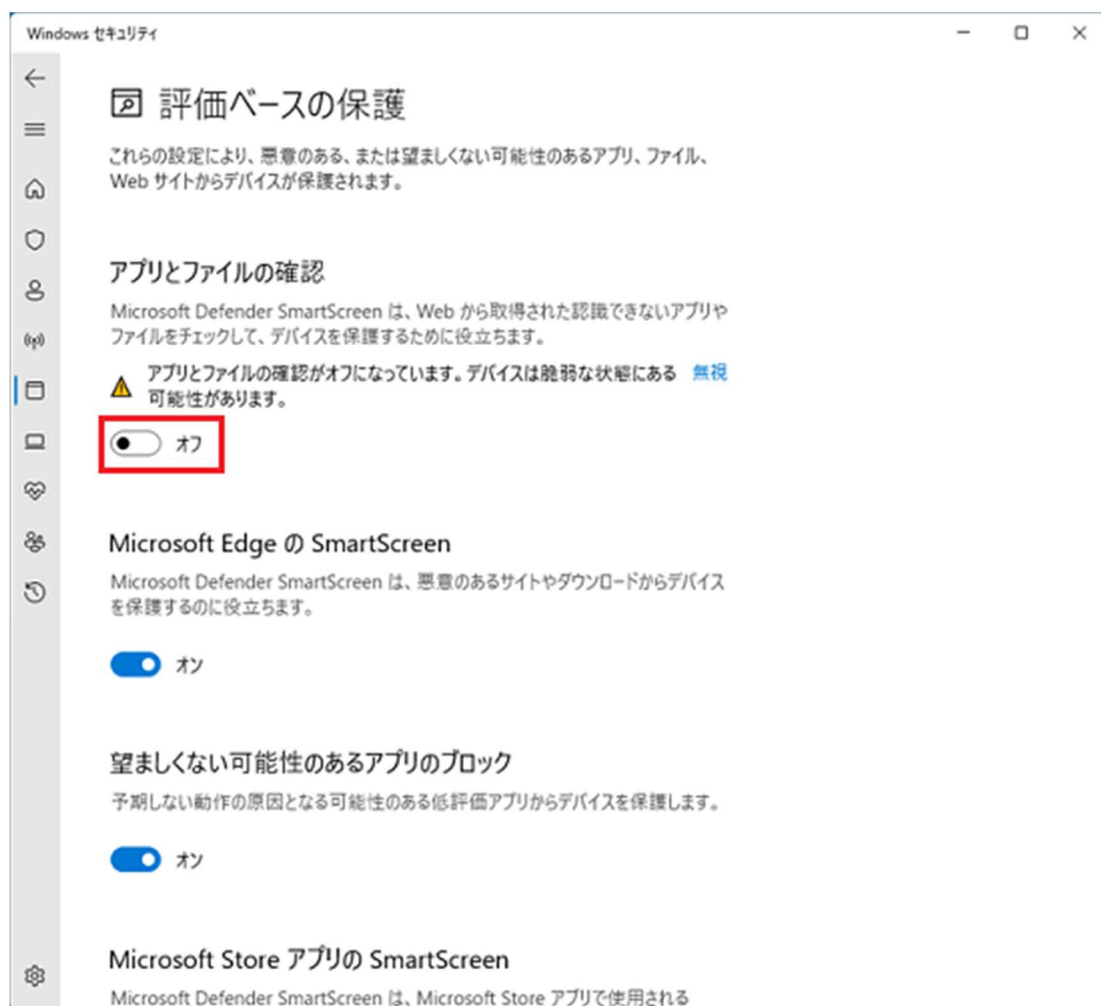 Windows セキュリティ
評価ベースの保護
これらの設定により、悪意のある、または望ましくない可能性のあるアプリ、ファイル、
Web サイトからデバイスが保護されます。
アプリとファイルの確認
Microsoft Defender SmartScreen は、Web から取得された認識できないアプリや
ファイルをチェックして、デバイスを保護するために役立ちます。
アプリとファイルの確認がオフになっています。デバイスは脆弱な状態にある 無視
可能性があります。
オフ
Microsoft Edge の SmartScreen
Microsoft Defender SmartScreen は、悪意のあるサイトやダウンロードからデバイス
を保護するのに役立ちます。
オン
望ましくない可能性のあるアプリのブロック
予期しない動作の原因となる可能性のある低評価アプリからデバイスを保護します。
オン
Microsoft Store アプリの SmartScreen
Microsoft Defender SmartScreen は、Microsoft Store アプリで使用される